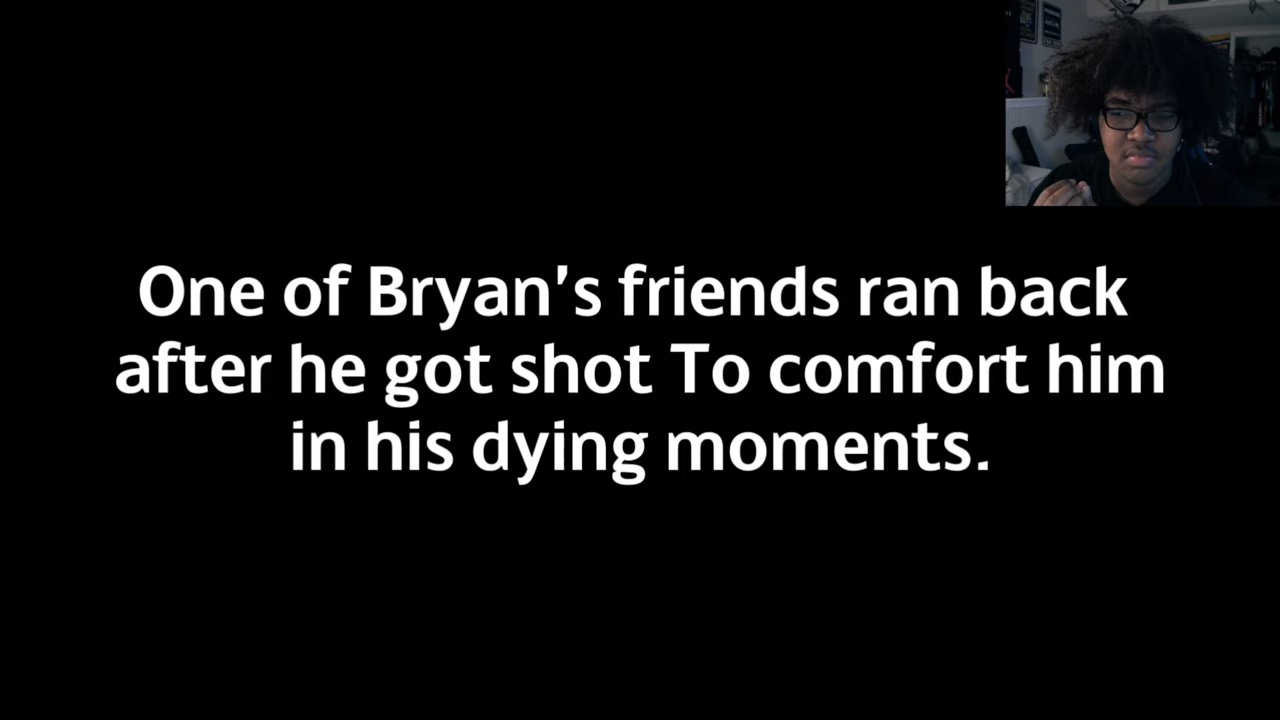 One of Bryan's friends ran back
after he got shot To comfort him
in his dying moments.